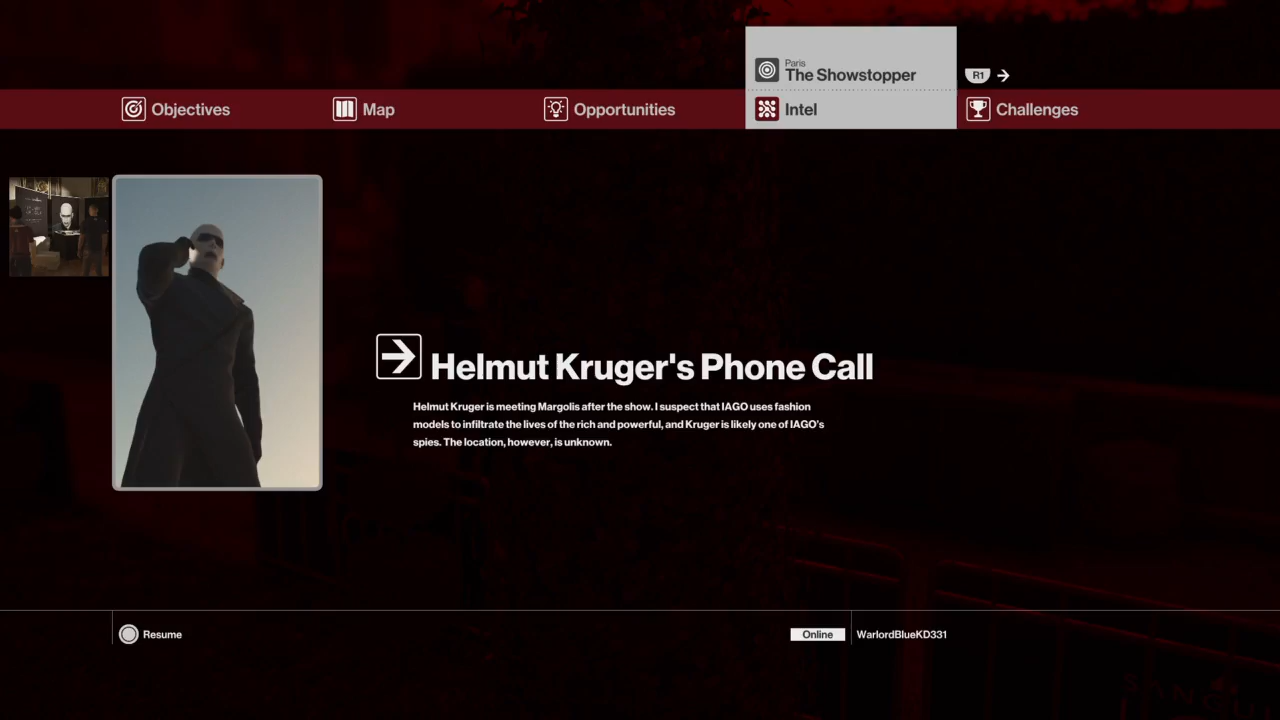 Paris
The Showstopper
R1
Objectives
Map
Opportunities
Intel
Challenges
Helmut Kruger's Phone Call
Helmut Kruger is meeting Margolis after the show. I suspect that IAGO uses fashion
models to infiltrate the lives of the rich and powerful, and Kruger is likely one of IAGO's
spies. The location, however, is unknown.
Resume
Online
WarlordBlueKD331
SANGUI